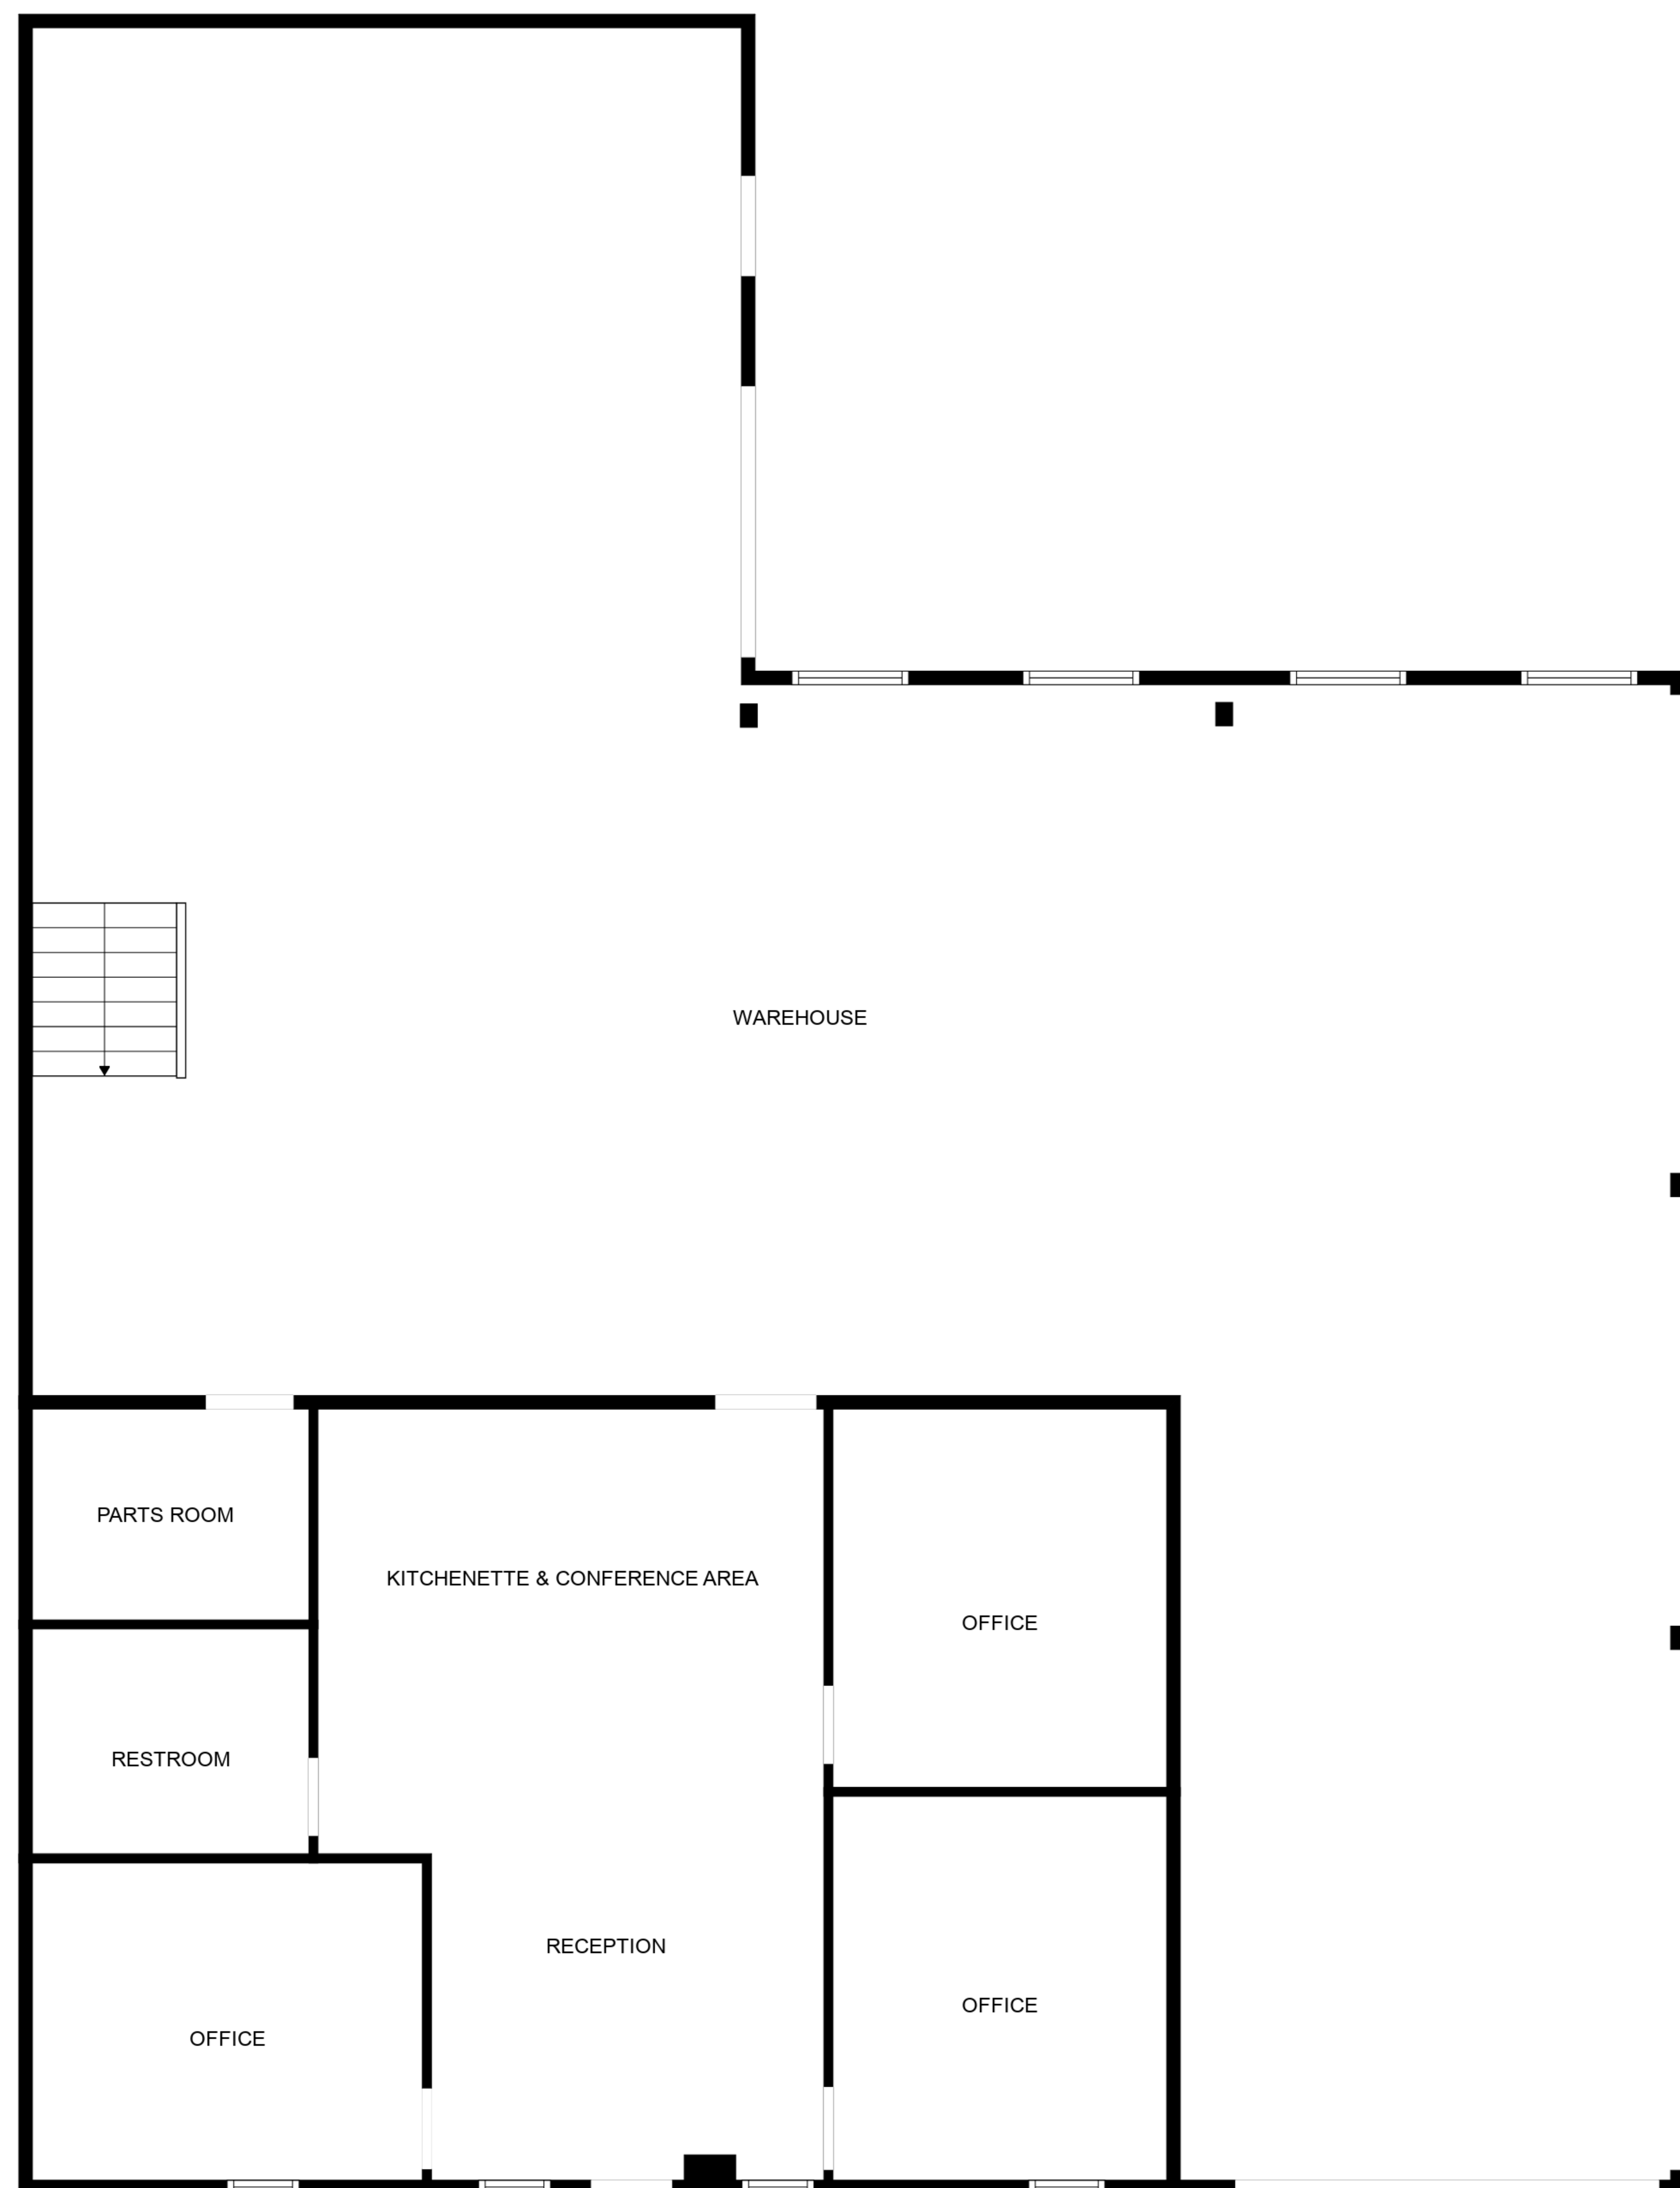 WAREHOUSE
PARTS ROOM
KITCHENETTE & CONFERENCE AREA
OFFICE
RESTROOM
RECEPTION
OFFICE
OFFICE